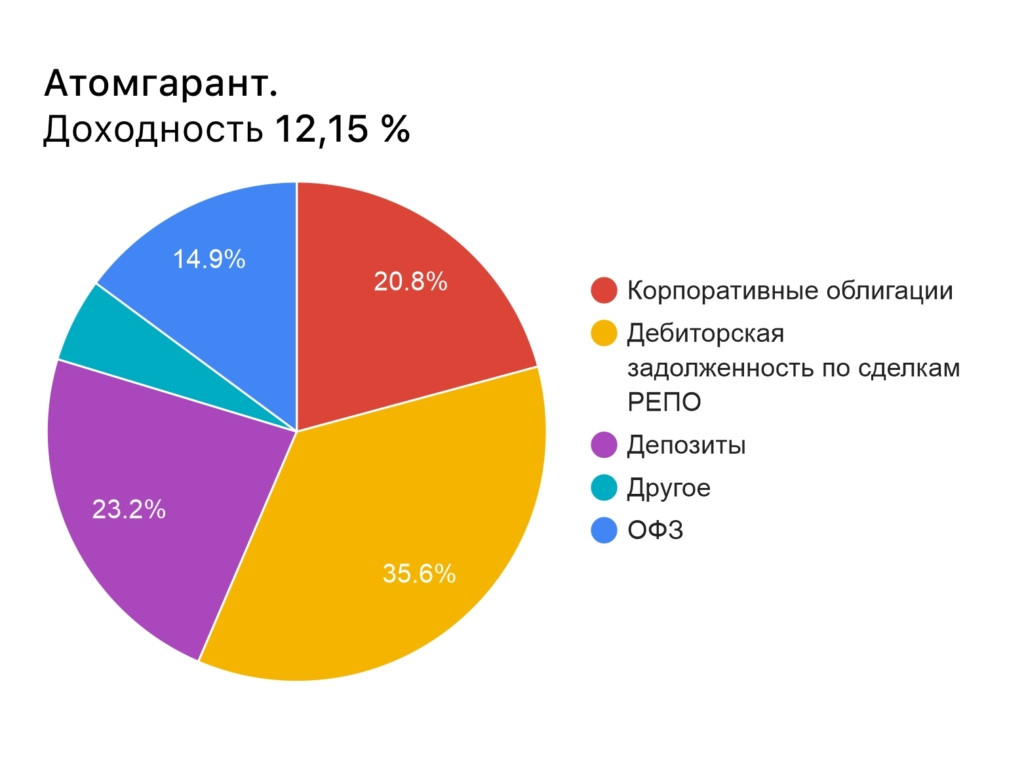 Атомгарант.
Доходность 12,15 %
14.9%
20.8%
23.2%
35.6%
Корпоративные облигации
Дебиторская
задолженность по сделкам
РЕПО
Депозиты
Другое
ОФЗ